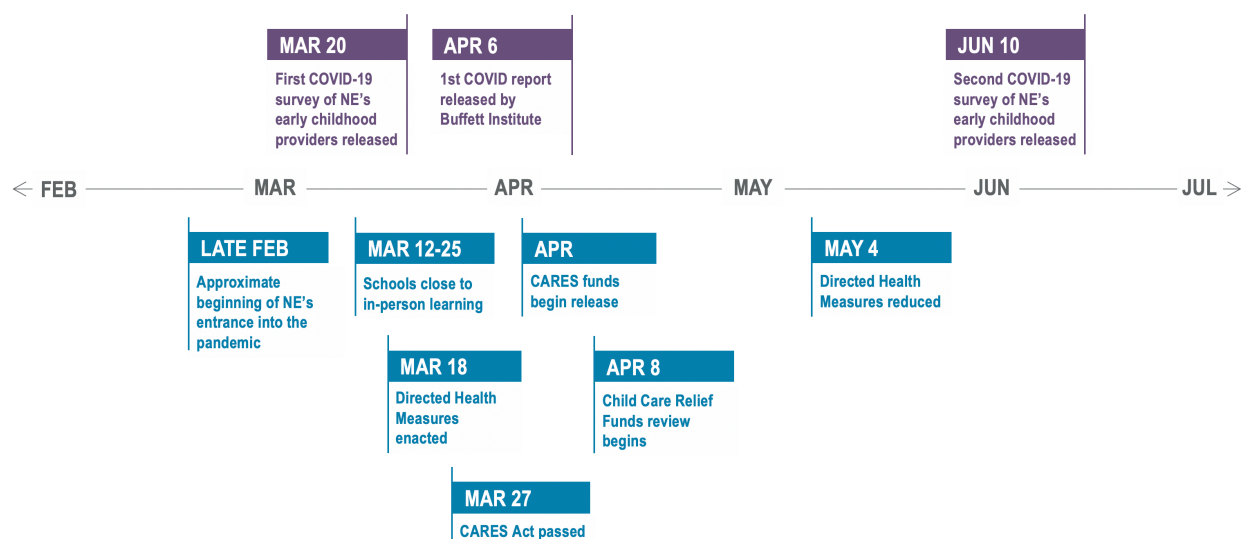 MAR 20
First COVID-19
survey of NE’s
early childhood
providers released
APR 6
1st COVID report
released by
Buffett Institute
JUN 10
Second COVID-19
survey of NE’s
early childhood
providers released
FEB
MAR
APR
MAY
JUN
JUL
LATE FEB
Approximate
beginning of NE’s
entrance into the
pandemic
MAR 12-25
Schools close to
in-person learning
APR
CARES funds
begin release
MAY 4
Directed Health
Measures reduced
MAR 18
Directed Health
Measures
enacted
APR 8
Child Care Relief
Funds review
begins
MAR 27
CARES Act passed